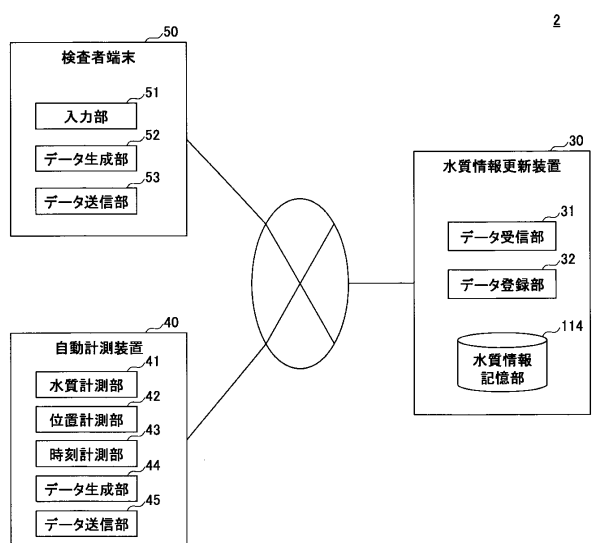 2
50
検査者端末
51
入力部
52
データ生成部
53
データ送信部
30
水質情報更新装置
31
データ受信部
32
データ登録部
114
水質情報
記憶部
40
自動計測装置
41
水質計測部
42
位置計測部
43
時刻計測部
44
データ生成部
45
データ送信部